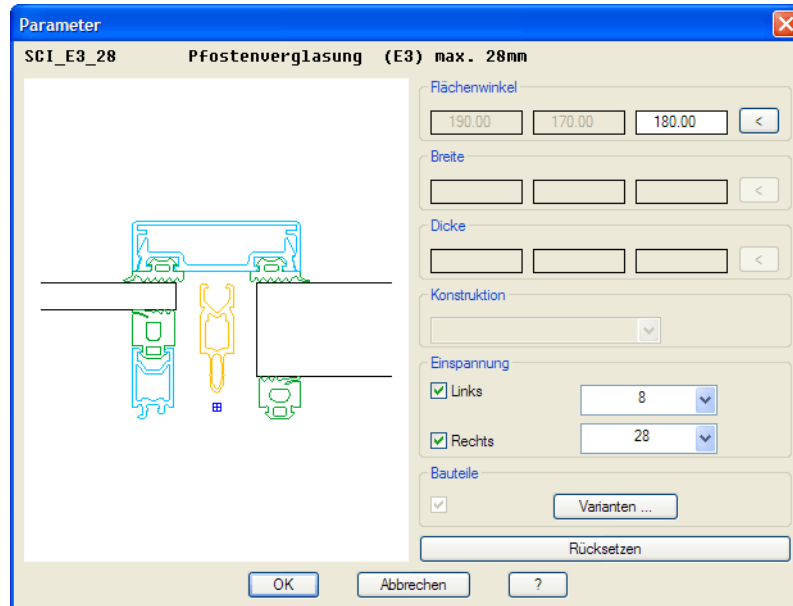 Parameter
SCI_E3_28 Pfostenverglasung (E3) max. 28mm
Flächenwinkel
190.00 170.00 180.00 <
Breite
<
Dicke
<
Konstruktion
Einspannung
Links 8
Rechts 28
Bauteile
Varianten ...
Rücksetzen
OK Abbrechen ?